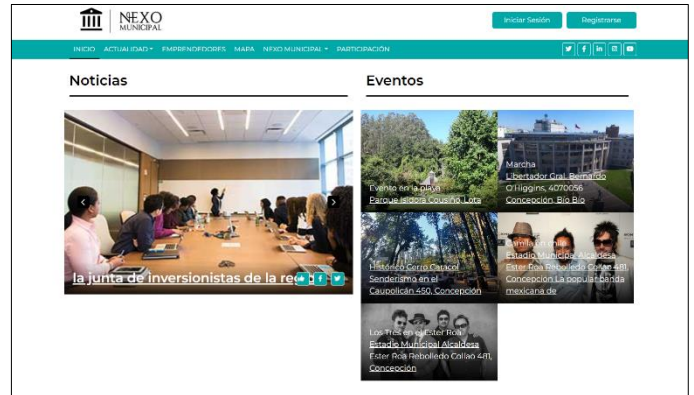 NEXO
MUNICIPAL
Iniciar Sesión
Registrarse
INICIO ACTUALIDAD EMPRENDEDORES MAPA NEXO MUNICIPAL PARTICIPACIÓN
Noticias
Eventos
la junta de inversionistas de la
Evento en la playa
Parque Isidora Cousiño, Lota
Marcha
Libertador Gral. Bernardo
O'Higgins, 4070056
Concepción, Bío Bío
Histórico Cerro Caracol
Senderismo en el
Caupolicán 450, Concepción
en chile
Estadio Municipal Alcaldesa
Ester Roa Rebolledo Collao 481,
Concepción La popular banda
mexicana de
Los Tres en el Ester Roa
Estadio Municipal Alcaldesa
Ester Roa Rebolledo Collao 481,
Concepción